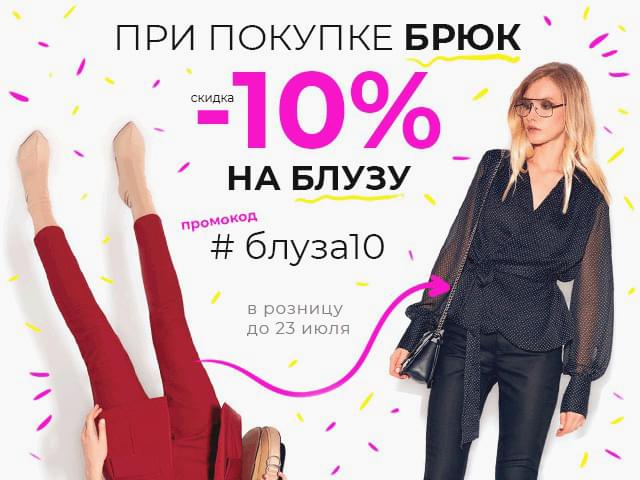 ПРИ ПОКУПКЕ БРЮК
скидка
-10%
НА БЛУЗУ
промокод
# блуза10
в розницу
до 23 июля